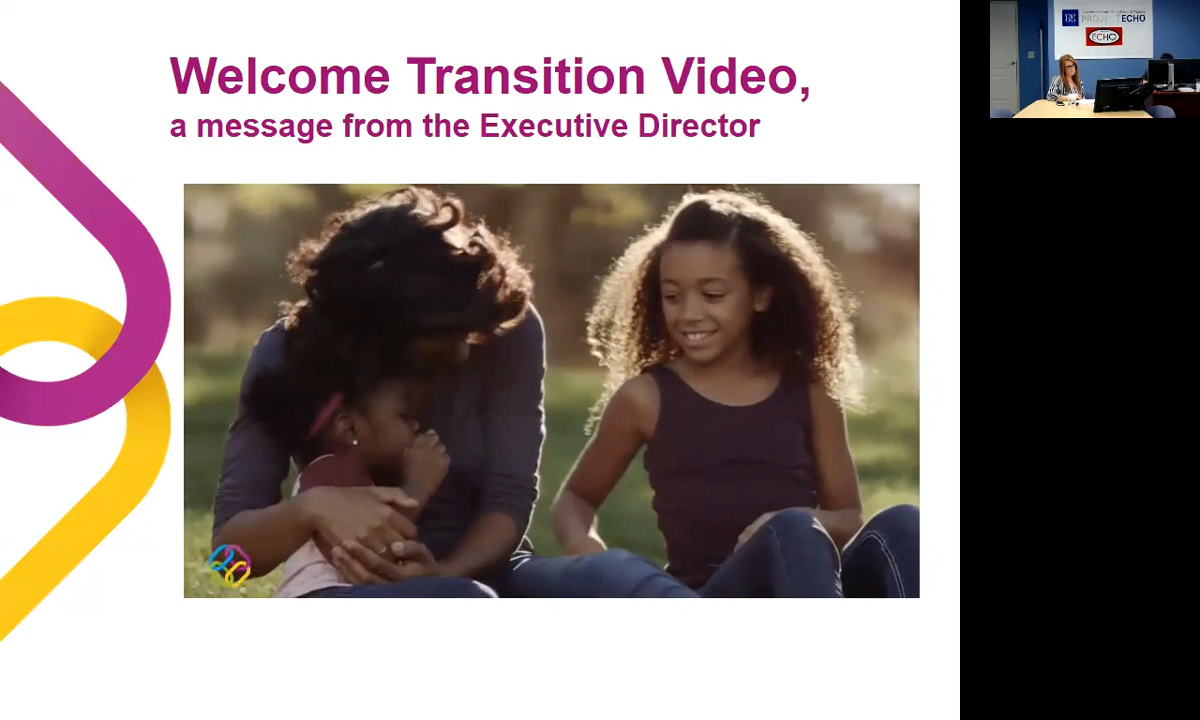 Welcome Transition Video,
a message from the Executive Director
PROJECT ECHO
ECHO